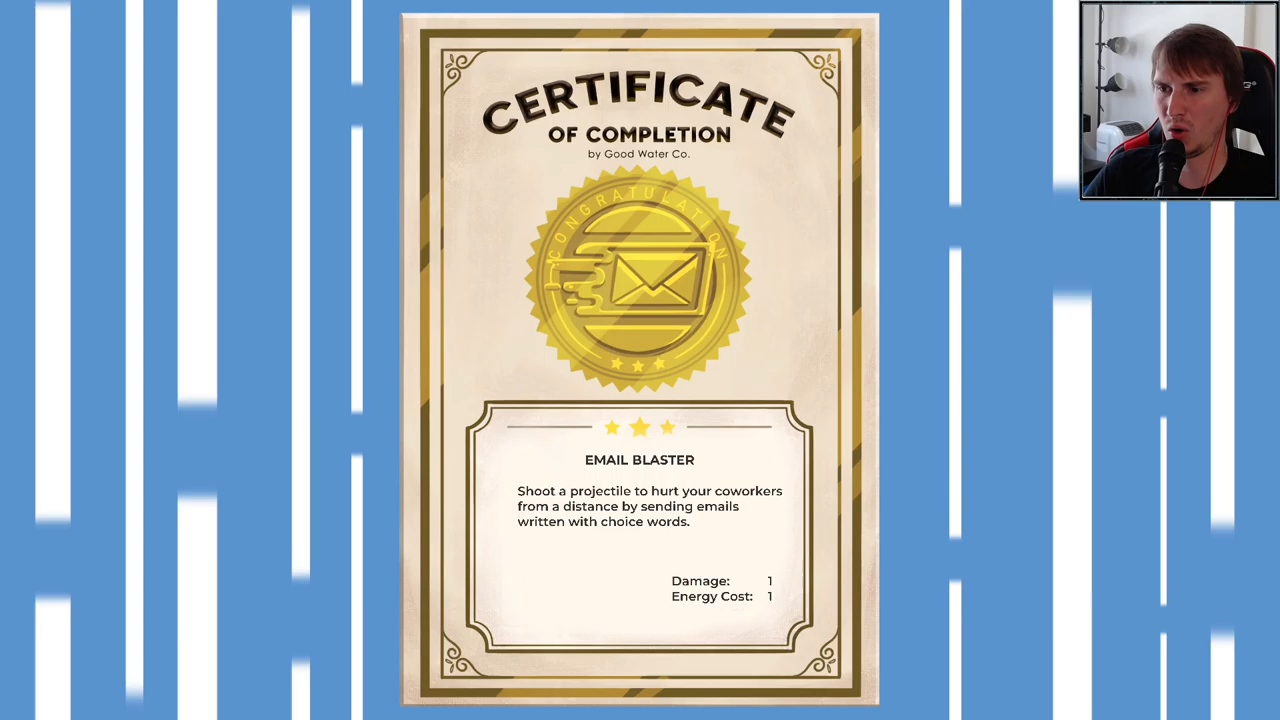 CERTIFICATE
OF COMPLETION
by Good Water Co.
CONGRATULATION
EMAIL BLASTER
Shoot a projectile to hurt your coworkers
from a distance by sending emails
written with choice words.
Damage: 1
Energy Cost: 1